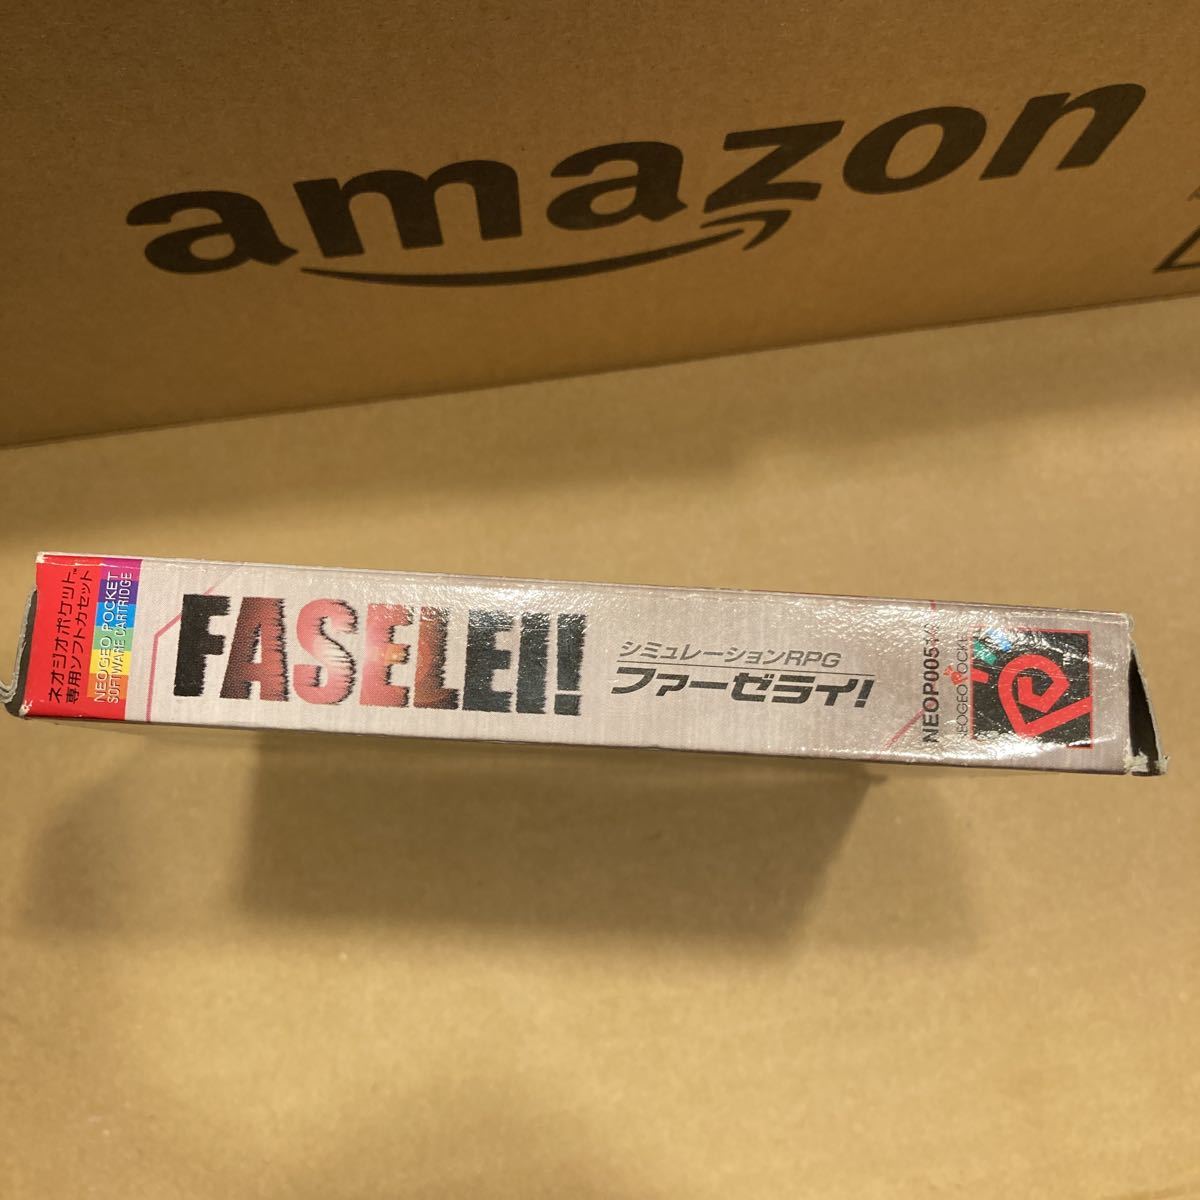 amazon
ネオジオポケット™
専用ソフトカセット
NEOGEO POCKET
SOFTWARE CARTRIDGE
FASELEI!
シミュレーションRPG
ファーゼライ!